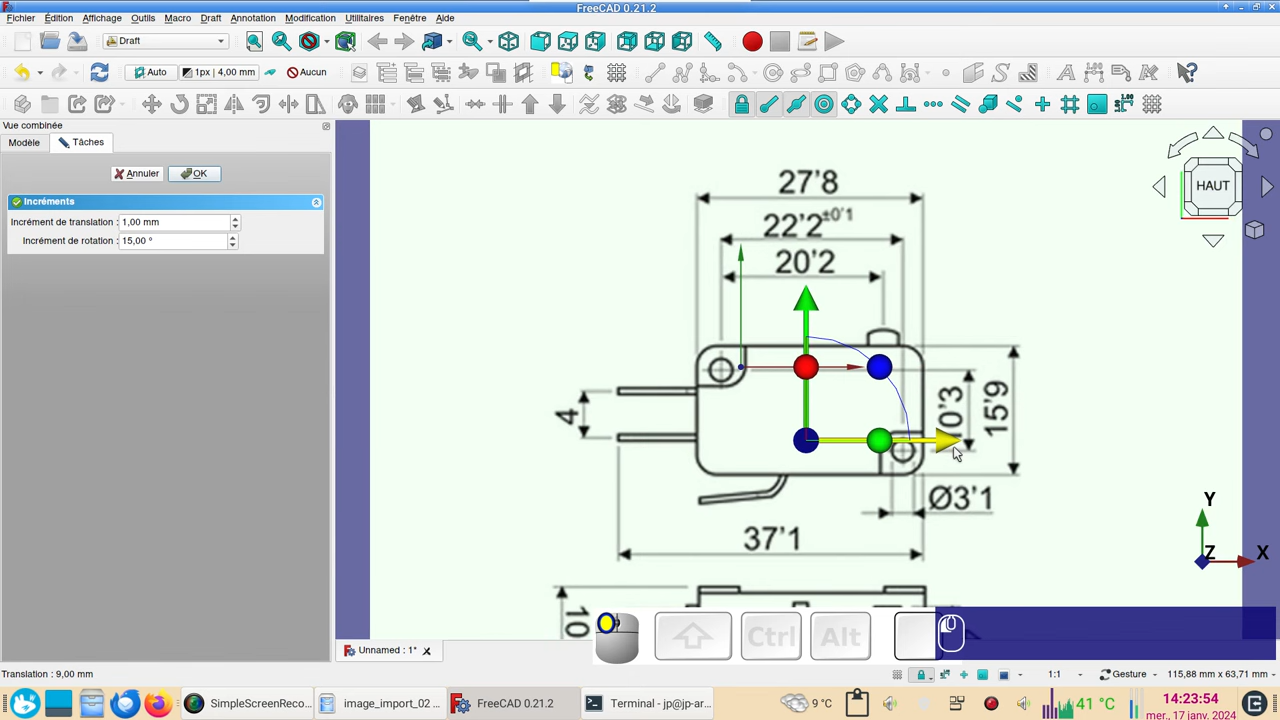 FreeCAD 0.21.2
Fichier Édition Affichage Outils Macro Draft Annotation Modification Utilitaires Fenêtre Aide
Draft
Auto 1px | 4,00 mm Aucun
Vue combinée
Modèle Tâches
Annuler OK
Incréments
Incrément de translation : 1,00 mm
Incrément de rotation : 15,00 °
HAUT
27'8
22'2±0'1
20'2
4
10'3
15'9
Ø3'1
37'1
10
Y
Z X
Ctrl Alt
Unnamed : 1*
Translation : 9,00 mm 1:1 Gesture 115,88 mm x 63,71 mm
SimpleScreenReco... image_import_02 ... FreeCAD 0.21.2 Terminal - jp@jp-ar... 9 °C 41 °C 14:23:54
mer., 17 janv. 2024